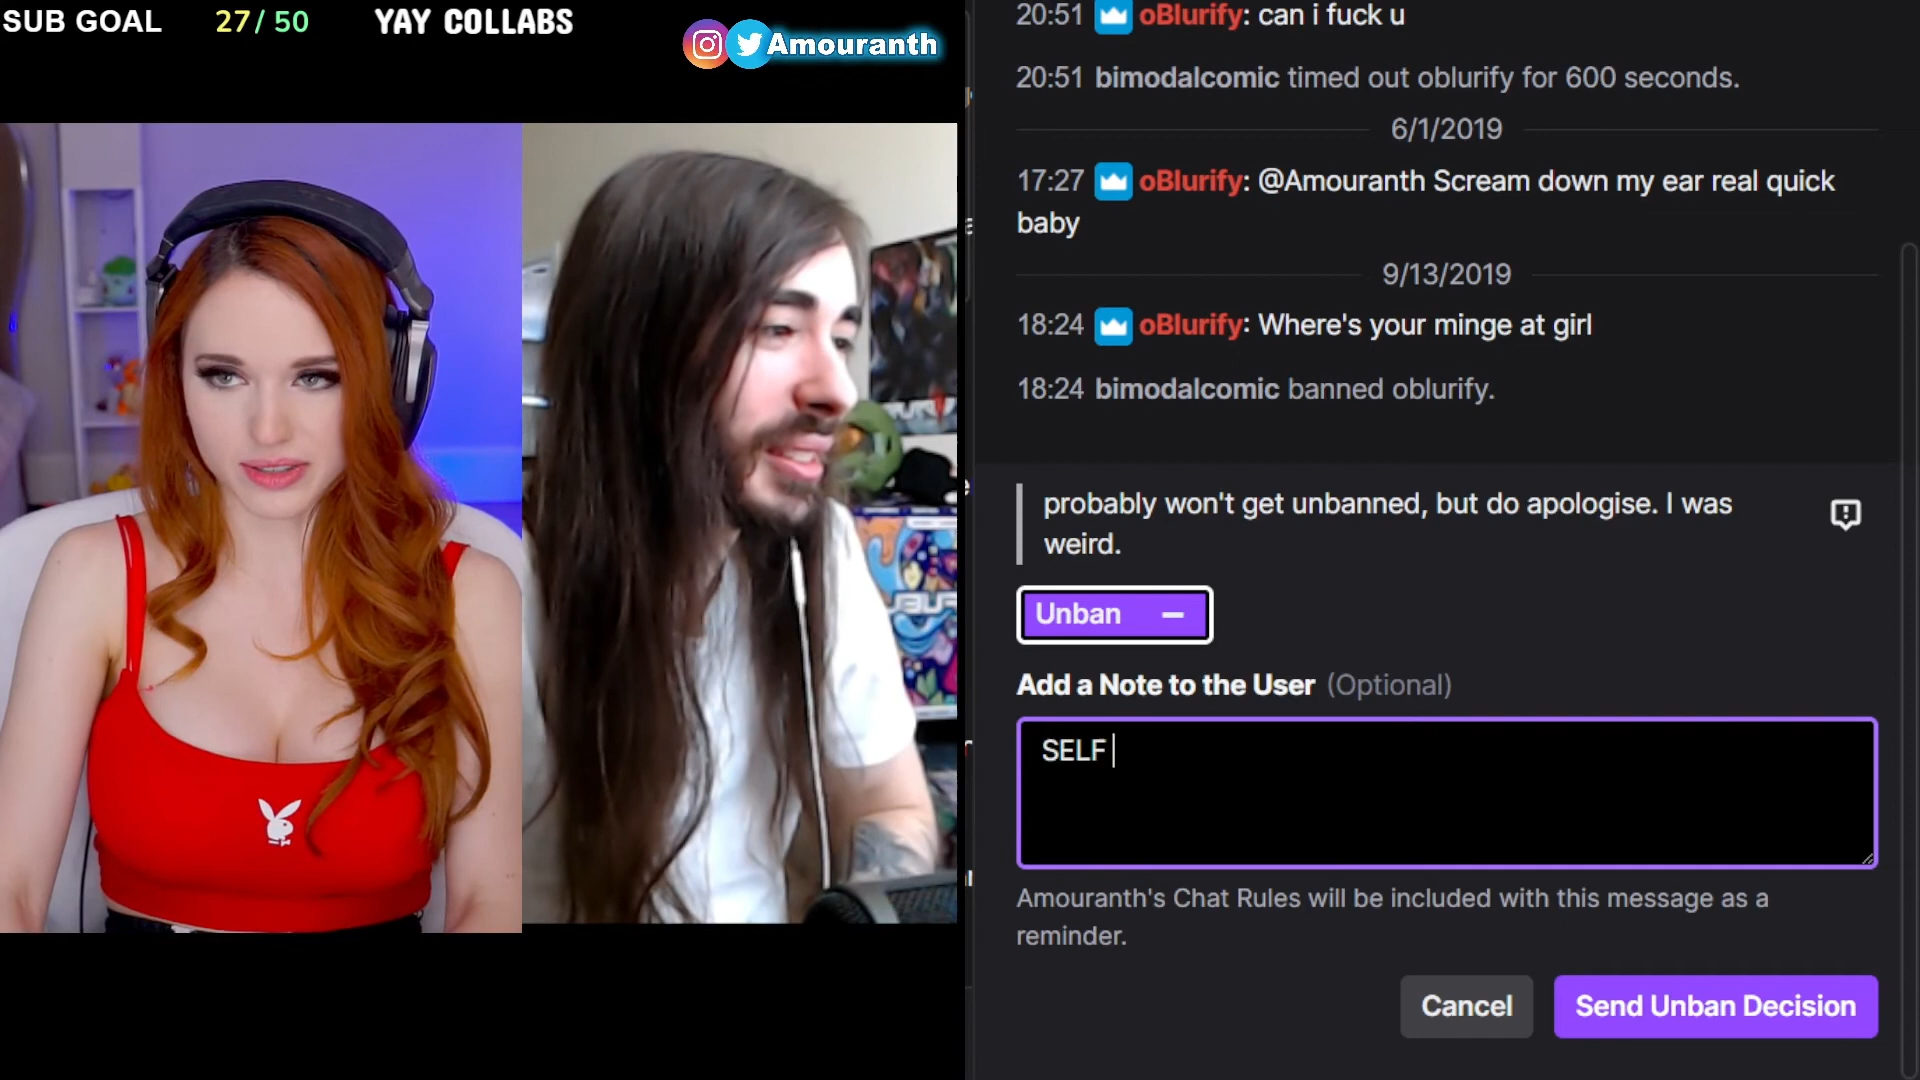 SUB GOAL 27/ 50 YAY COLLABS
Amouranth
20:51 oBlurify: can i fuck u
20:51 bimodalcomic timed out oblurify for 600 seconds.
6/1/2019
17:27 oBlurify: @Amouranth Scream down my ear real quick
baby
9/13/2019
18:24 oBlurify: Where's your minge at girl
18:24 bimodalcomic banned oblurify.
probably won't get unbanned, but do apologise. I was
weird.
Unban
Add a Note to the User (Optional)
SELF
Amouranth's Chat Rules will be included with this message as a
reminder.
Cancel
Send Unban Decision